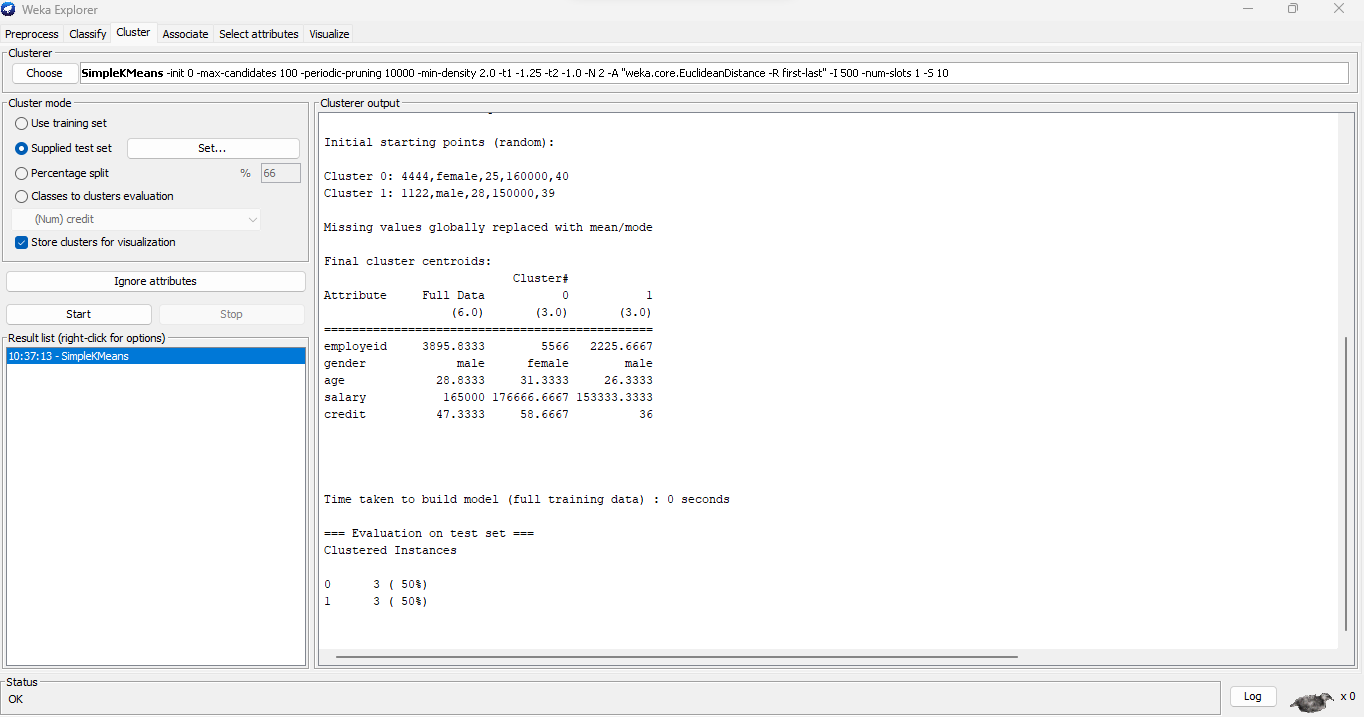 Weka Explorer
Preprocess Classify Cluster Associate Select attributes Visualize
Clusterer
Choose SimpleKMeans -init 0 -max-candidates 100 -periodic-pruning 10000 -min-density 2.0 -t1 -1.25 -t2 -1.0 -N 2 -A "weka.core.EuclideanDistance -R first-last" -I 500 -num-slots 1 -S 10
Cluster mode
Use training set
Supplied test set Set...
Percentage split % 66
Classes to clusters evaluation
(Num) credit
Store clusters for visualization
Ignore attributes
Start Stop
Result list (right-click for options)
10:37:13 - SimpleKMeans
Clusterer output
Initial starting points (random):
Cluster 0: 4444,female,25,160000,40
Cluster 1: 1122,male,28,150000,39
Missing values globally replaced with mean/mode
Final cluster centroids:
Cluster#
Attribute Full Data 0 1
(6.0) (3.0) (3.0)
===============================================
employeid 3895.8333 5566 2225.6667
gender male female male
age 28.8333 31.3333 26.3333
salary 165000 176666.6667 153333.3333
credit 47.3333 58.6667 36
Time taken to build model (full training data) : 0 seconds
=== Evaluation on test set ===
Clustered Instances
0 3 ( 50%)
1 3 ( 50%)
Status
OK
Log x 0